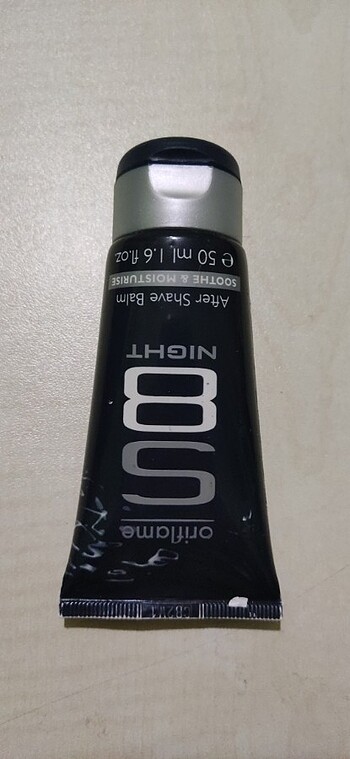 oriflame
S8
NIGHT
After Shave Balm
SOOTHE & MOISTURISE
℮ 50 ml 1.6 fl.oz